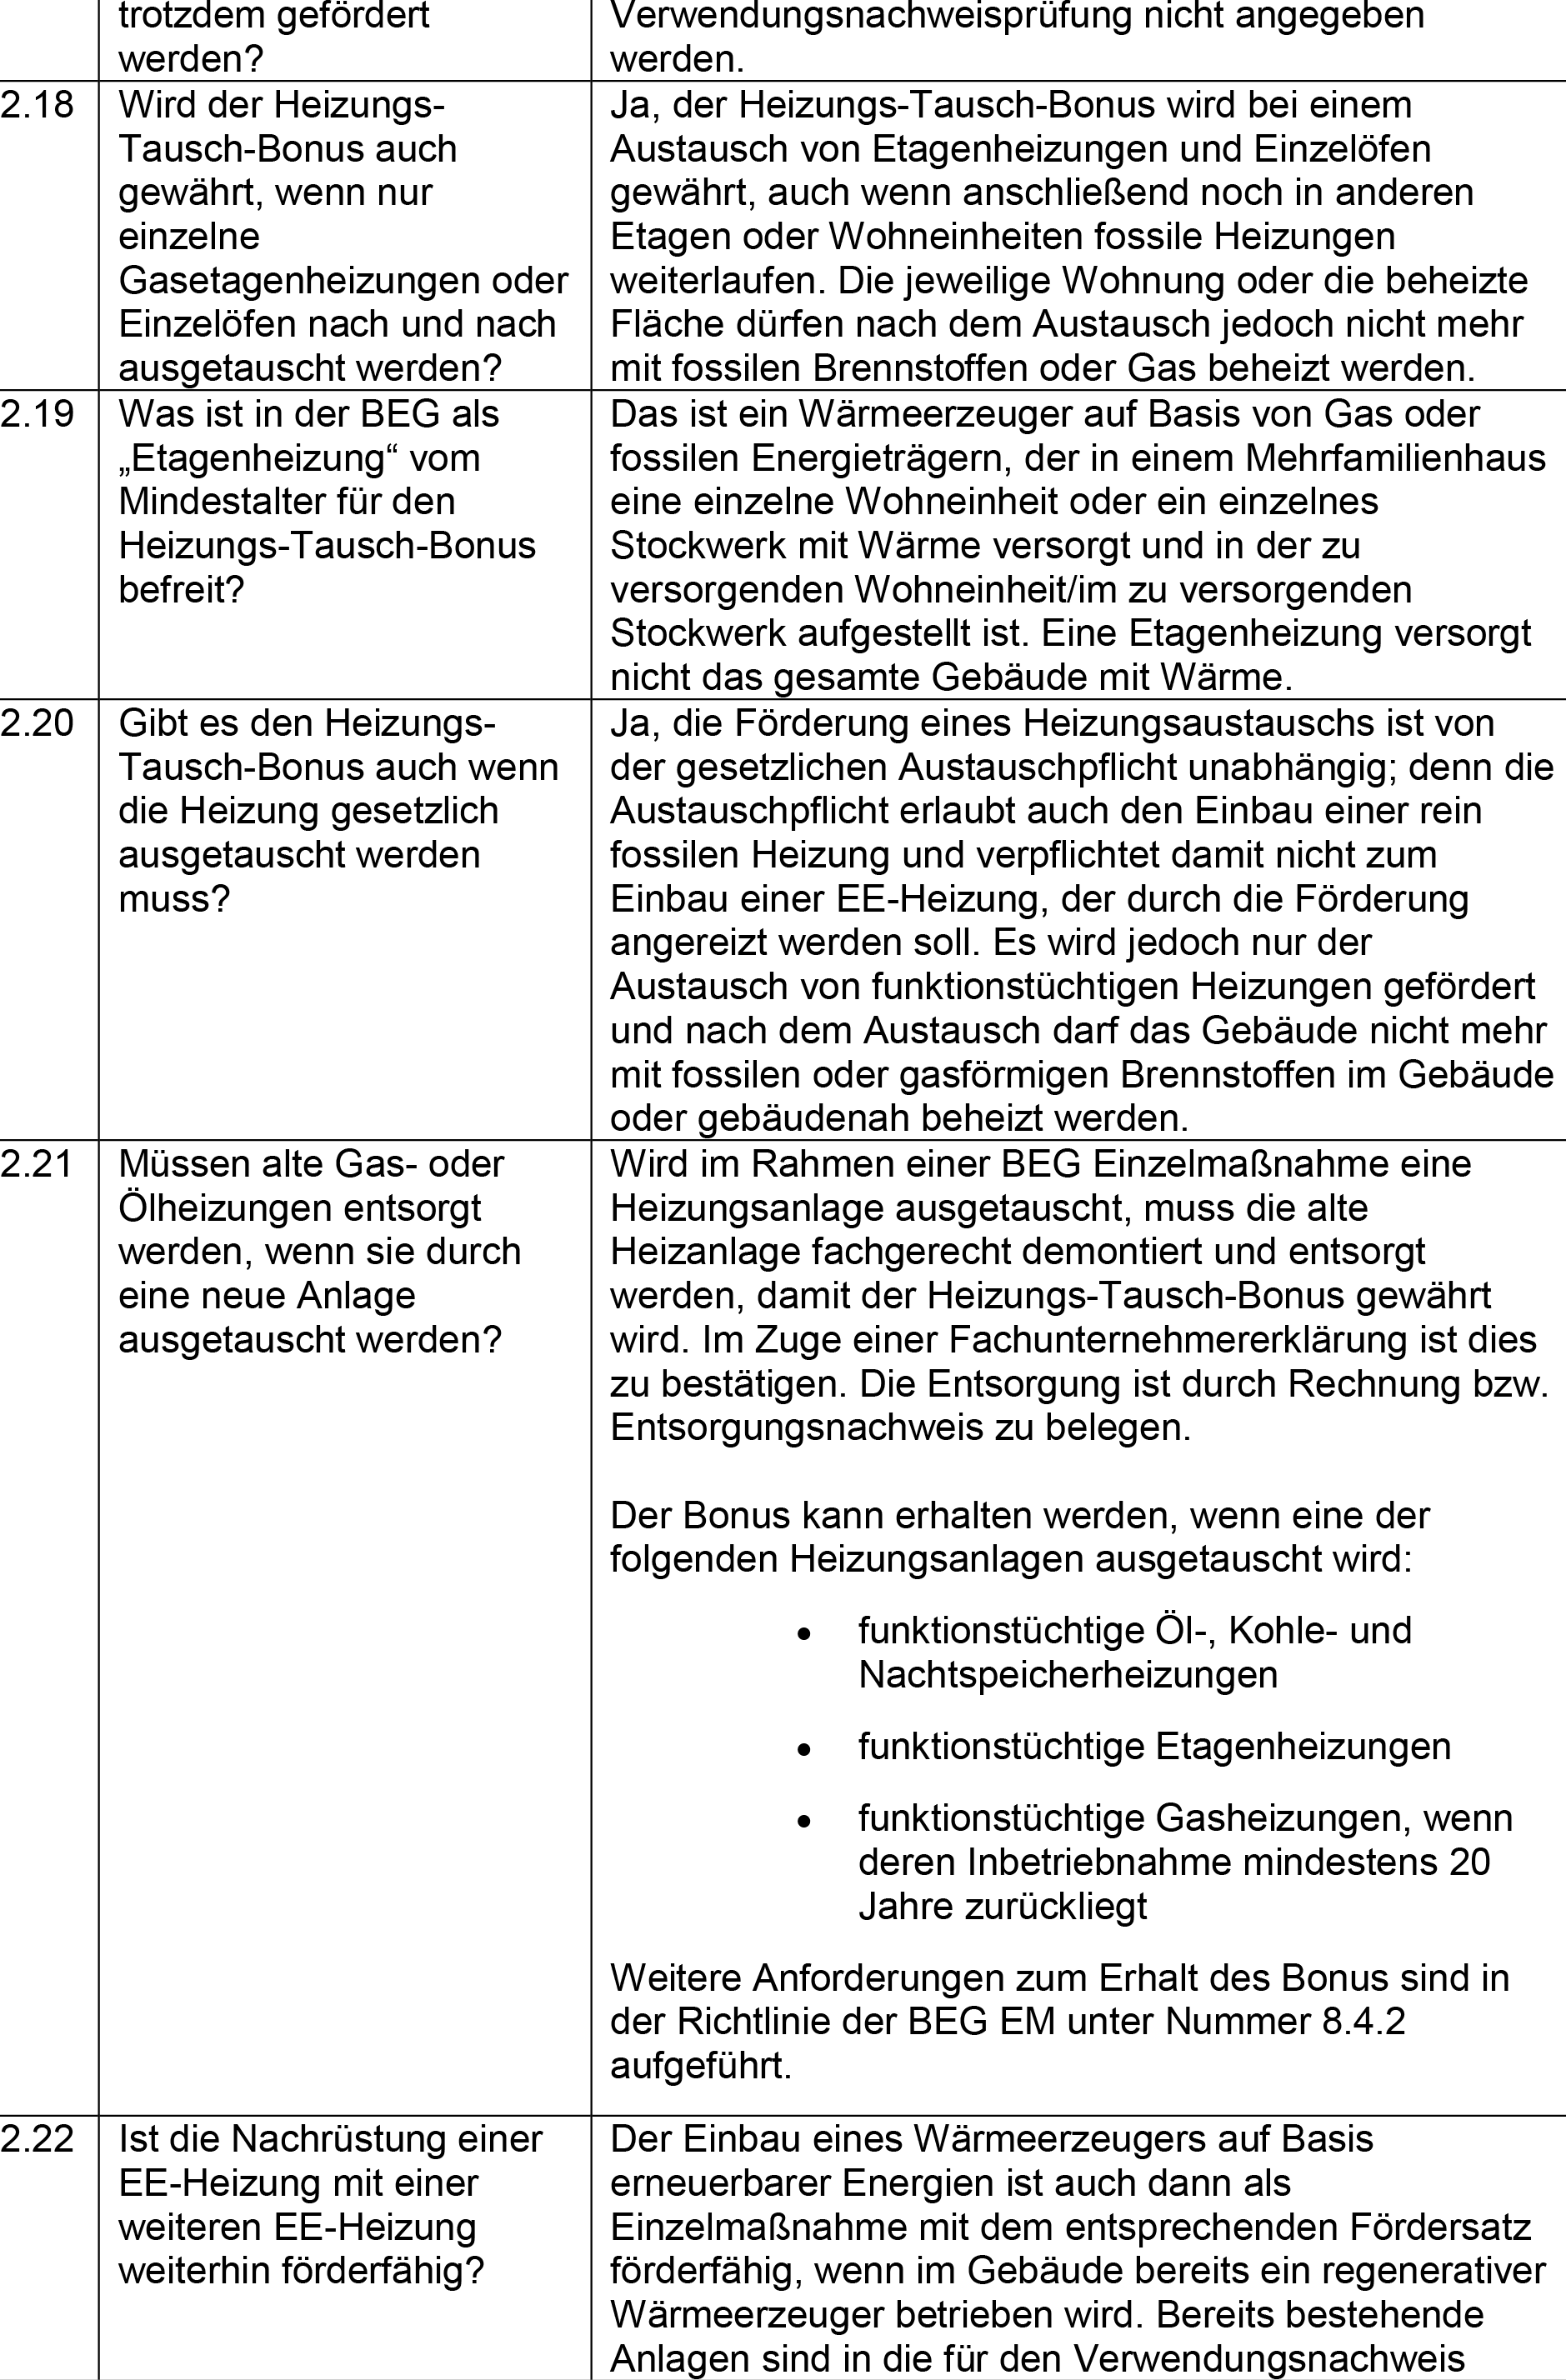 trotzdem gefördert
werden?
Verwendungsnachweisprüfung nicht angegeben
werden.
2.18
Wird der Heizungs-
Tausch-Bonus auch
gewährt, wenn nur
einzelne
Gasetagenheizungen oder
Einzelöfen nach und nach
ausgetauscht werden?
Ja, der Heizungs-Tausch-Bonus wird bei einem
Austausch von Etagenheizungen und Einzelöfen
gewährt, auch wenn anschließend noch in anderen
Etagen oder Wohneinheiten fossile Heizungen
weiterlaufen. Die jeweilige Wohnung oder die beheizte
Fläche dürfen nach dem Austausch jedoch nicht mehr
mit fossilen Brennstoffen oder Gas beheizt werden.
2.19
Was ist in der BEG als
„Etagenheizung“ vom
Mindestalter für den
Heizungs-Tausch-Bonus
befreit?
Das ist ein Wärmeerzeuger auf Basis von Gas oder
fossilen Energieträgern, der in einem Mehrfamilienhaus
eine einzelne Wohneinheit oder ein einzelnes
Stockwerk mit Wärme versorgt und in der zu
versorgenden Wohneinheit/im zu versorgenden
Stockwerk aufgestellt ist. Eine Etagenheizung versorgt
nicht das gesamte Gebäude mit Wärme.
2.20
Gibt es den Heizungs-
Tausch-Bonus auch wenn
die Heizung gesetzlich
ausgetauscht werden
muss?
Ja, die Förderung eines Heizungsaustauschs ist von
der gesetzlichen Austauschpflicht unabhängig; denn die
Austauschpflicht erlaubt auch den Einbau einer rein
fossilen Heizung und verpflichtet damit nicht zum
Einbau einer EE-Heizung, der durch die Förderung
angereizt werden soll. Es wird jedoch nur der
Austausch von funktionstüchtigen Heizungen gefördert
und nach dem Austausch darf das Gebäude nicht mehr
mit fossilen oder gasförmigen Brennstoffen im Gebäude
oder gebäudenah beheizt werden.
2.21
Müssen alte Gas- oder
Ölheizungen entsorgt
werden, wenn sie durch
eine neue Anlage
ausgetauscht werden?
Wird im Rahmen einer BEG Einzelmaßnahme eine
Heizungsanlage ausgetauscht, muss die alte
Heizanlage fachgerecht demontiert und entsorgt
werden, damit der Heizungs-Tausch-Bonus gewährt
wird. Im Zuge einer Fachunternehmererklärung ist dies
zu bestätigen. Die Entsorgung ist durch Rechnung bzw.
Entsorgungsnachweis zu belegen.
Der Bonus kann erhalten werden, wenn eine der
folgenden Heizungsanlagen ausgetauscht wird:
• funktionstüchtige Öl-, Kohle- und
Nachtspeicherheizungen
• funktionstüchtige Etagenheizungen
• funktionstüchtige Gasheizungen, wenn
deren Inbetriebnahme mindestens 20
Jahre zurückliegt
Weitere Anforderungen zum Erhalt des Bonus sind in
der Richtlinie der BEG EM unter Nummer 8.4.2
aufgeführt.
2.22
Ist die Nachrüstung einer
EE-Heizung mit einer
weiteren EE-Heizung
weiterhin förderfähig?
Der Einbau eines Wärmeerzeugers auf Basis
erneuerbarer Energien ist auch dann als
Einzelmaßnahme mit dem entsprechenden Fördersatz
förderfähig, wenn im Gebäude bereits ein regenerativer
Wärmeerzeuger betrieben wird. Bereits bestehende
Anlagen sind in die für den Verwendungsnachweis